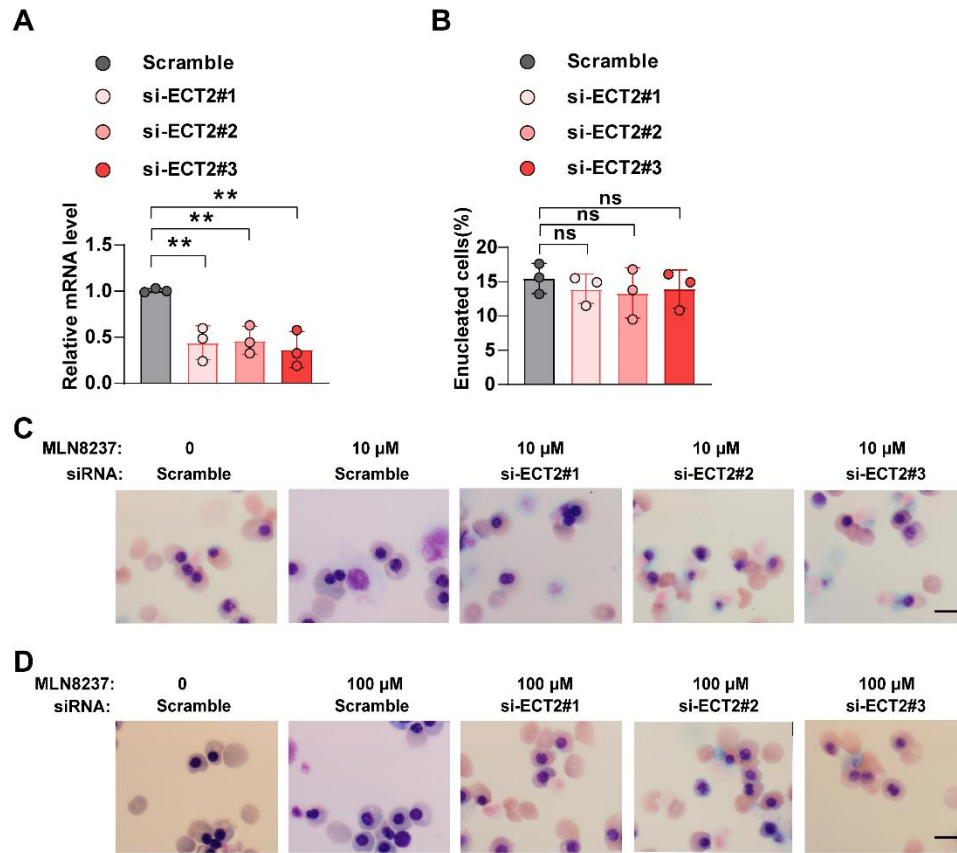 A
Scramble
si-ECT2#1
si-ECT2#2
si-ECT2#3
**
**
**
Relative mRNA level
1.5
1.0
0.5
0.0
B
Scramble
si-ECT2#1
si-ECT2#2
si-ECT2#3
ns
ns
ns
Enucleated cells(%)
20
15
10
5
0
C
MLN8237: 0 10 µM 10 µM 10 µM 10 µM
siRNA: Scramble Scramble si-ECT2#1 si-ECT2#2 si-ECT2#3
D
MLN8237: 0 100 µM 100 µM 100 µM 100 µM
siRNA: Scramble Scramble si-ECT2#1 si-ECT2#2 si-ECT2#3